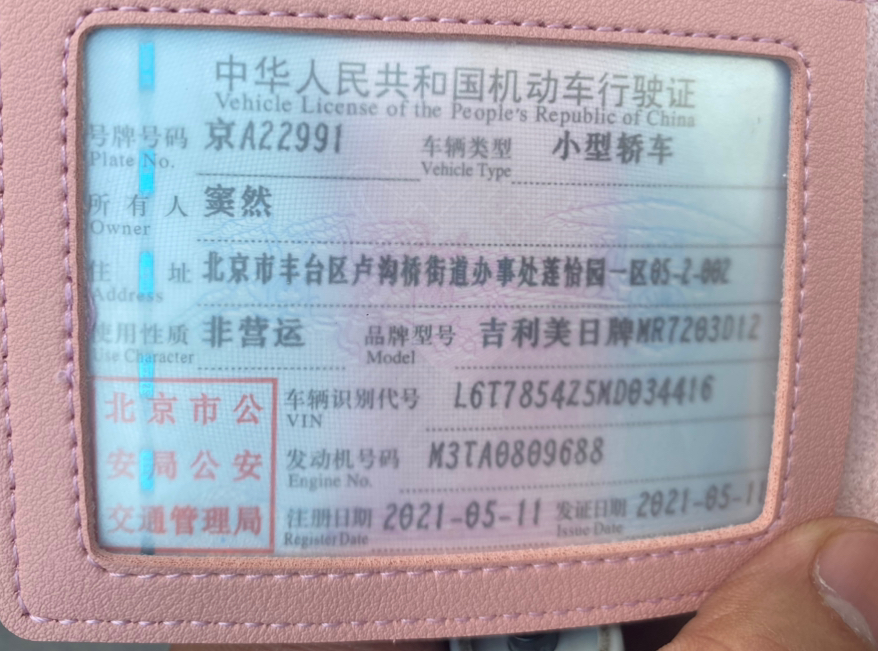 中华人民共和国机动车行驶证
Vehicle License of the People's Republic of China
号牌号码 京A22991 车辆类型 小型轿车
Plate No. Vehicle Type
所有人 窦然
Owner
住址 北京市丰台区卢沟桥街道办事处莲怡园一区05-2-002
Address
使用性质 非营运 品牌型号 吉利美日牌MR7203D12
Use Character Model
北京市公 车辆识别代号 L6T7854Z5MD034416
VIN
安局公安 发动机号码 M3TA0809688
Engine No.
交通管理局 注册日期 2021-05-11 发证日期 2021-05-11
Register Date Issue Date